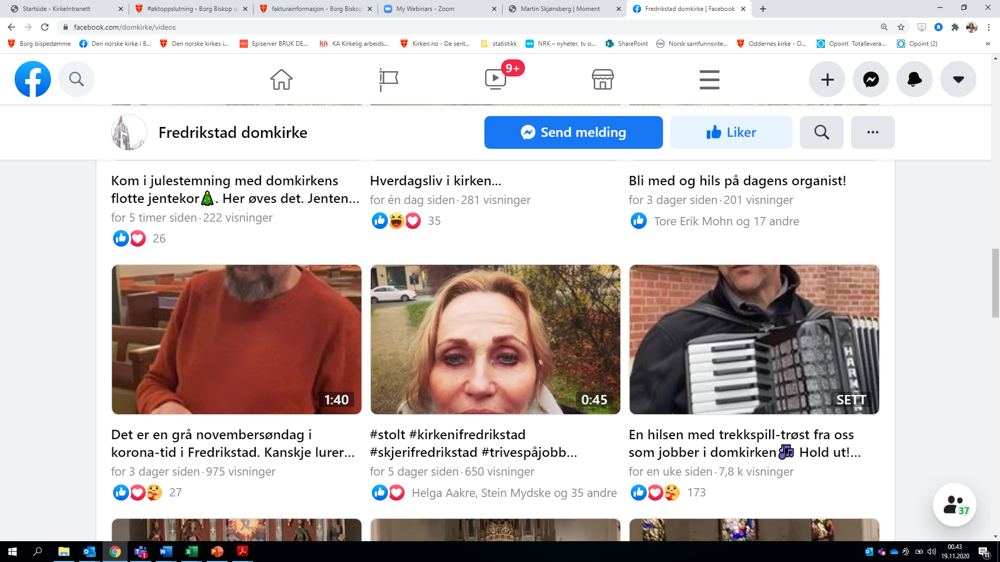 Startside - KirkeIntranett
#øktoppslutning - Borg Biskop o
fakturainformasjon - Borg Biskop
My Webinars - Zoom
Martin Skjønsberg | Moment
Fredrikstad domkirke | Facebook
facebook.com/domkirke/videos
Borg bispedømme
Den norske kirke i B...
Den norske kirkes i...
Episerver BRUK DE...
KA Kirkelig arbeids...
Kirken.no - De sent...
statistikk
NRK – nyheter, tv o...
SharePoint
Norsk samfunnsvite...
Oddernes kirke - O...
Opoint Totallevera...
Opoint (2)
9+
Fredrikstad domkirke
Send melding
Liker
Kom i julestemning med domkirkens
flotte jentekor🎄. Her øves det. Jenten...
for 5 timer siden · 222 visninger
26
Hverdagsliv i kirken...
for én dag siden · 281 visninger
35
Bli med og hils på dagens organist!
for 3 dager siden · 201 visninger
Tore Erik Mohn og 17 andre
1:40
0:45
HARM
SETT
Det er en grå novembersøndag i
korona-tid i Fredrikstad. Kanskje lurer...
for 3 dager siden · 975 visninger
27
#stolt #kirkenifredrikstad
#skjerifredrikstad #trivespåjobb...
for 5 dager siden · 650 visninger
Helga Aakre, Stein Mydske og 35 andre
En hilsen med trekkspill-trøst fra oss
som jobber i domkirken🎶 Hold ut!...
for en uke siden · 7,8 k visninger
173
37
1
00.43
19.11.2020
11